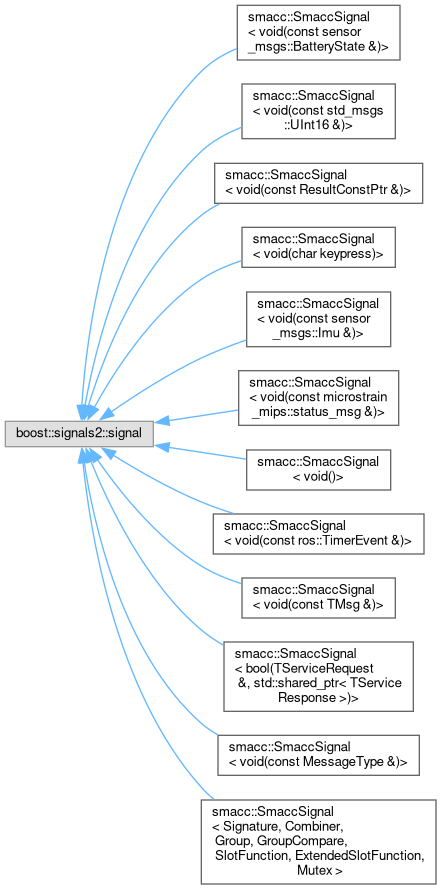 smacc::SmaccSignal
< void(const sensor
_msgs::BatteryState &)>
smacc::SmaccSignal
< void(const std_msgs
::UInt16 &)>
smacc::SmaccSignal
< void(const ResultConstPtr &)>
smacc::SmaccSignal
< void(char keypress)>
smacc::SmaccSignal
< void(const sensor
_msgs::Imu &)>
smacc::SmaccSignal
< void(const microstrain
_mips::status_msg &)>
boost::signals2::signal
smacc::SmaccSignal
< void()>
smacc::SmaccSignal
< void(const ros::TimerEvent &)>
smacc::SmaccSignal
< void(const TMsg &)>
smacc::SmaccSignal
< bool(TServiceRequest
&, std::shared_ptr< TService
Response >)>
smacc::SmaccSignal
< void(const MessageType &)>
smacc::SmaccSignal
< Signature, Combiner,
Group, GroupCompare,
SlotFunction, ExtendedSlotFunction,
Mutex >